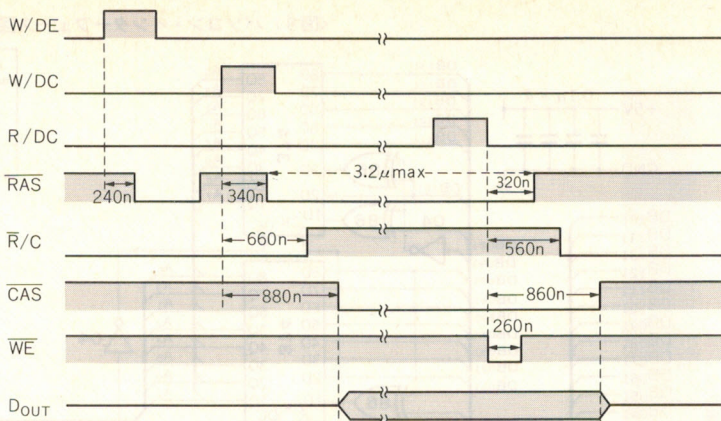 W/DE
W/DC
R/DC
RAS
240n
340n
3.2μmax
320n
R/C
660n
560n
CAS
880n
860n
WE
260n
DOUT